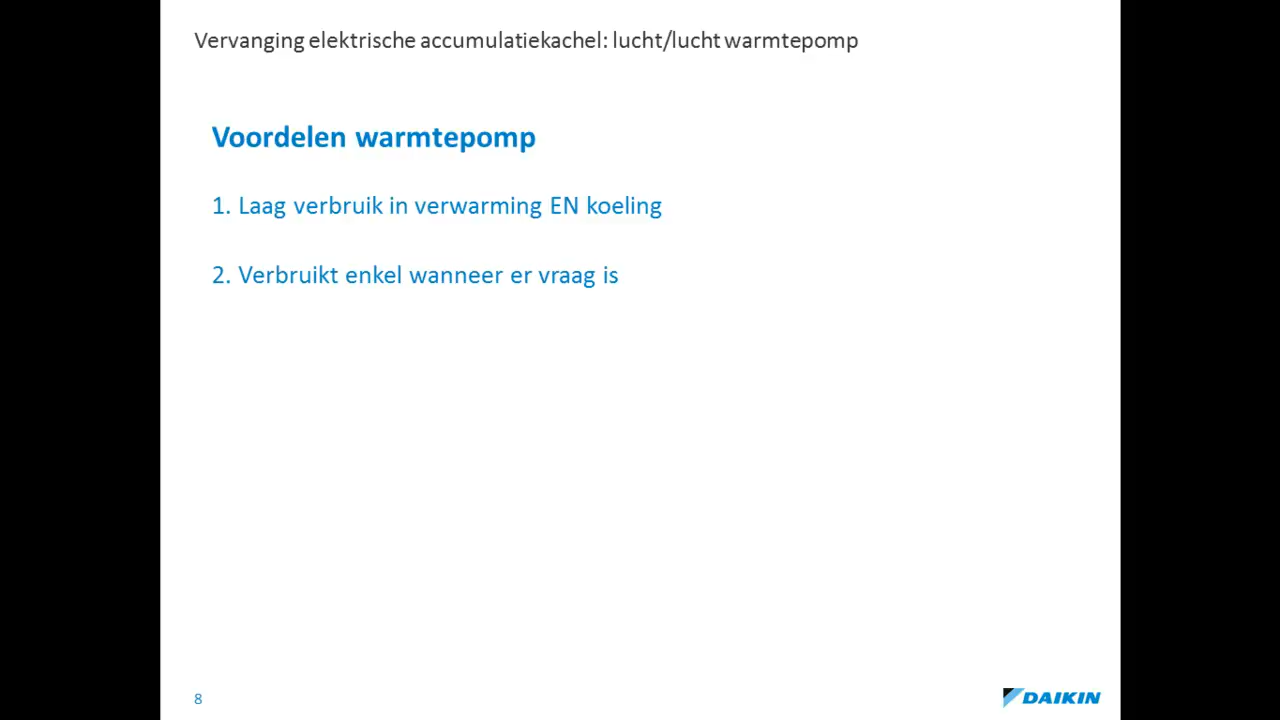 Vervanging elektrische accumulatiekachel: lucht/lucht warmtepomp
Voordelen warmtepomp
1. Laag verbruik in verwarming EN koeling
2. Verbruikt enkel wanneer er vraag is
8
DAIKIN